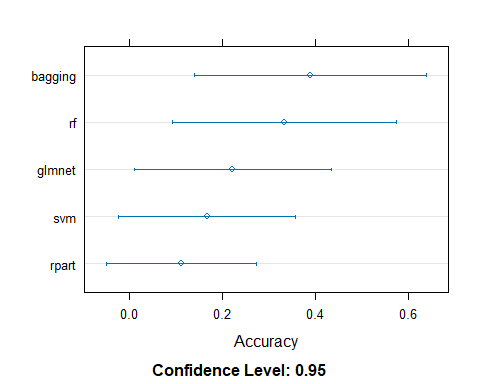 bagging
rf
glmnet
svm
rpart
0.0 0.2 0.4 0.6
Accuracy
Confidence Level: 0.95